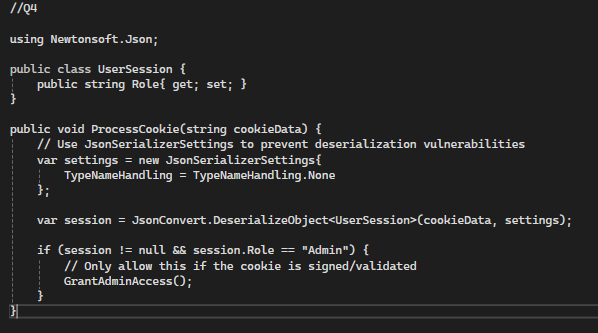 //Q4
using Newtonsoft.Json;
public class UserSession {
    public string Role{ get; set; }
}
public void ProcessCookie(string cookieData) {
    // Use JsonSerializerSettings to prevent deserialization vulnerabilities
    var settings = new JsonSerializerSettings{
        TypeNameHandling = TypeNameHandling.None
    };
    var session = JsonConvert.DeserializeObject<UserSession>(cookieData, settings);
    if (session != null && session.Role == "Admin") {
        // Only allow this if the cookie is signed/validated
        GrantAdminAccess();
    }
}